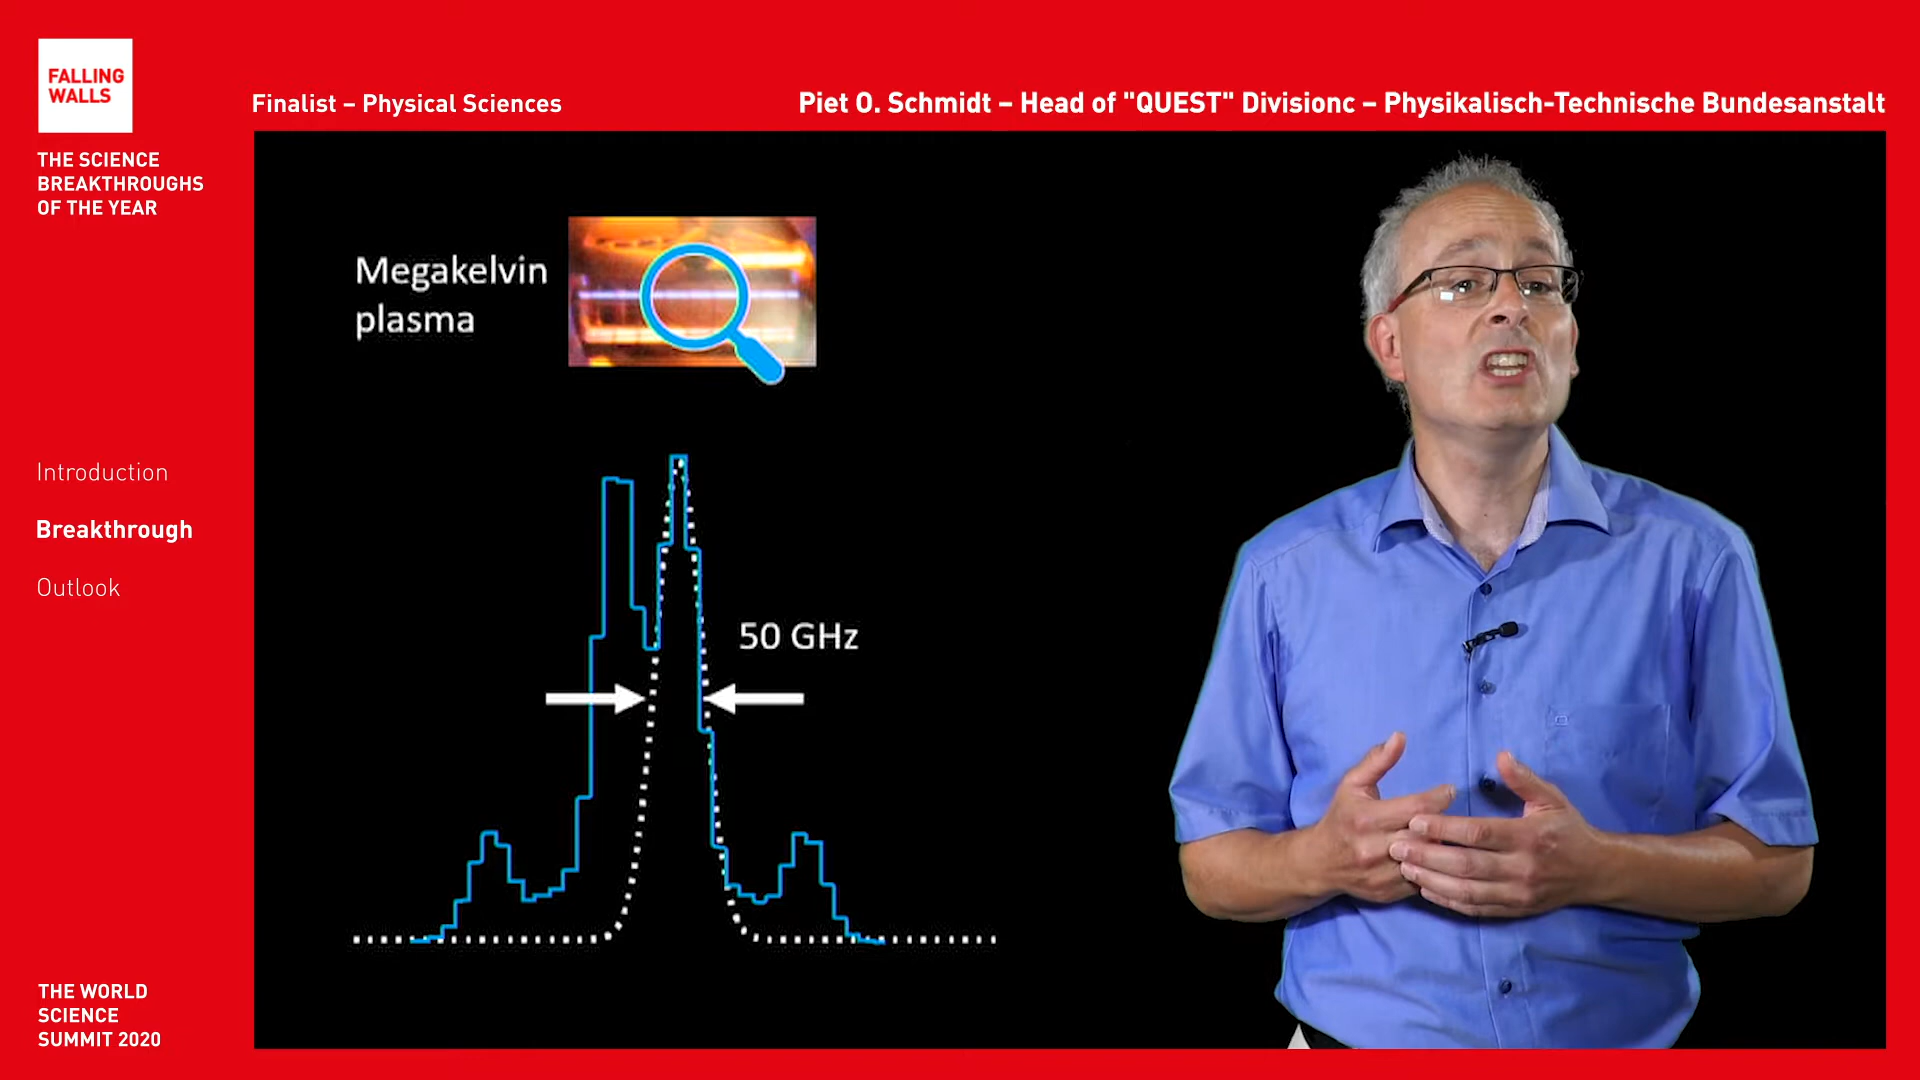 FALLING
WALLS
THE SCIENCE
BREAKTHROUGHS
OF THE YEAR
Finalist – Physical Sciences
Piet O. Schmidt – Head of "QUEST" Divisionc – Physikalisch-Technische Bundesanstalt
Megakelvin
plasma
50 GHz
Introduction
Breakthrough
Outlook
THE WORLD
SCIENCE
SUMMIT 2020